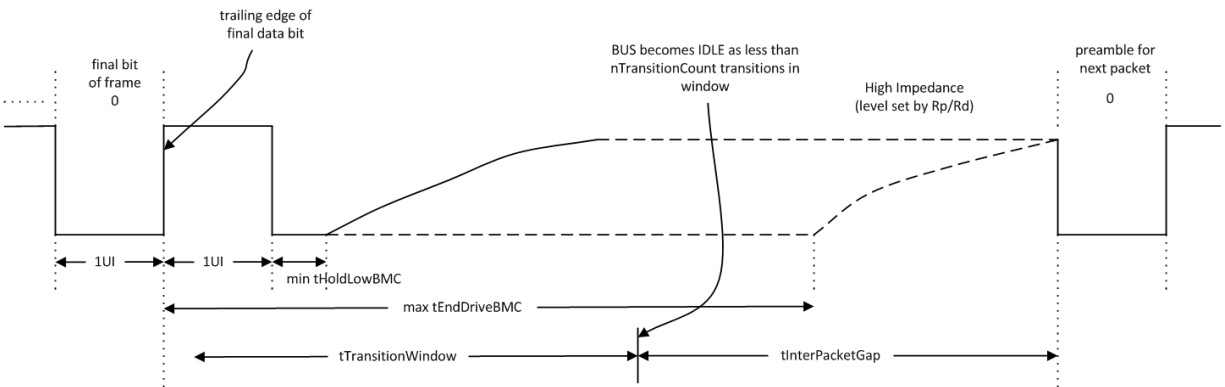 trailing edge of
final data bit
final bit
of frame
0
BUS becomes IDLE as less than
nTransitionCount transitions in
window
High Impedance
(level set by Rp/Rd)
preamble for
next packet
0
1UI
1UI
min tHoldLowBMC
max tEndDriveBMC
tTransitionWindow
tInterPacketGap